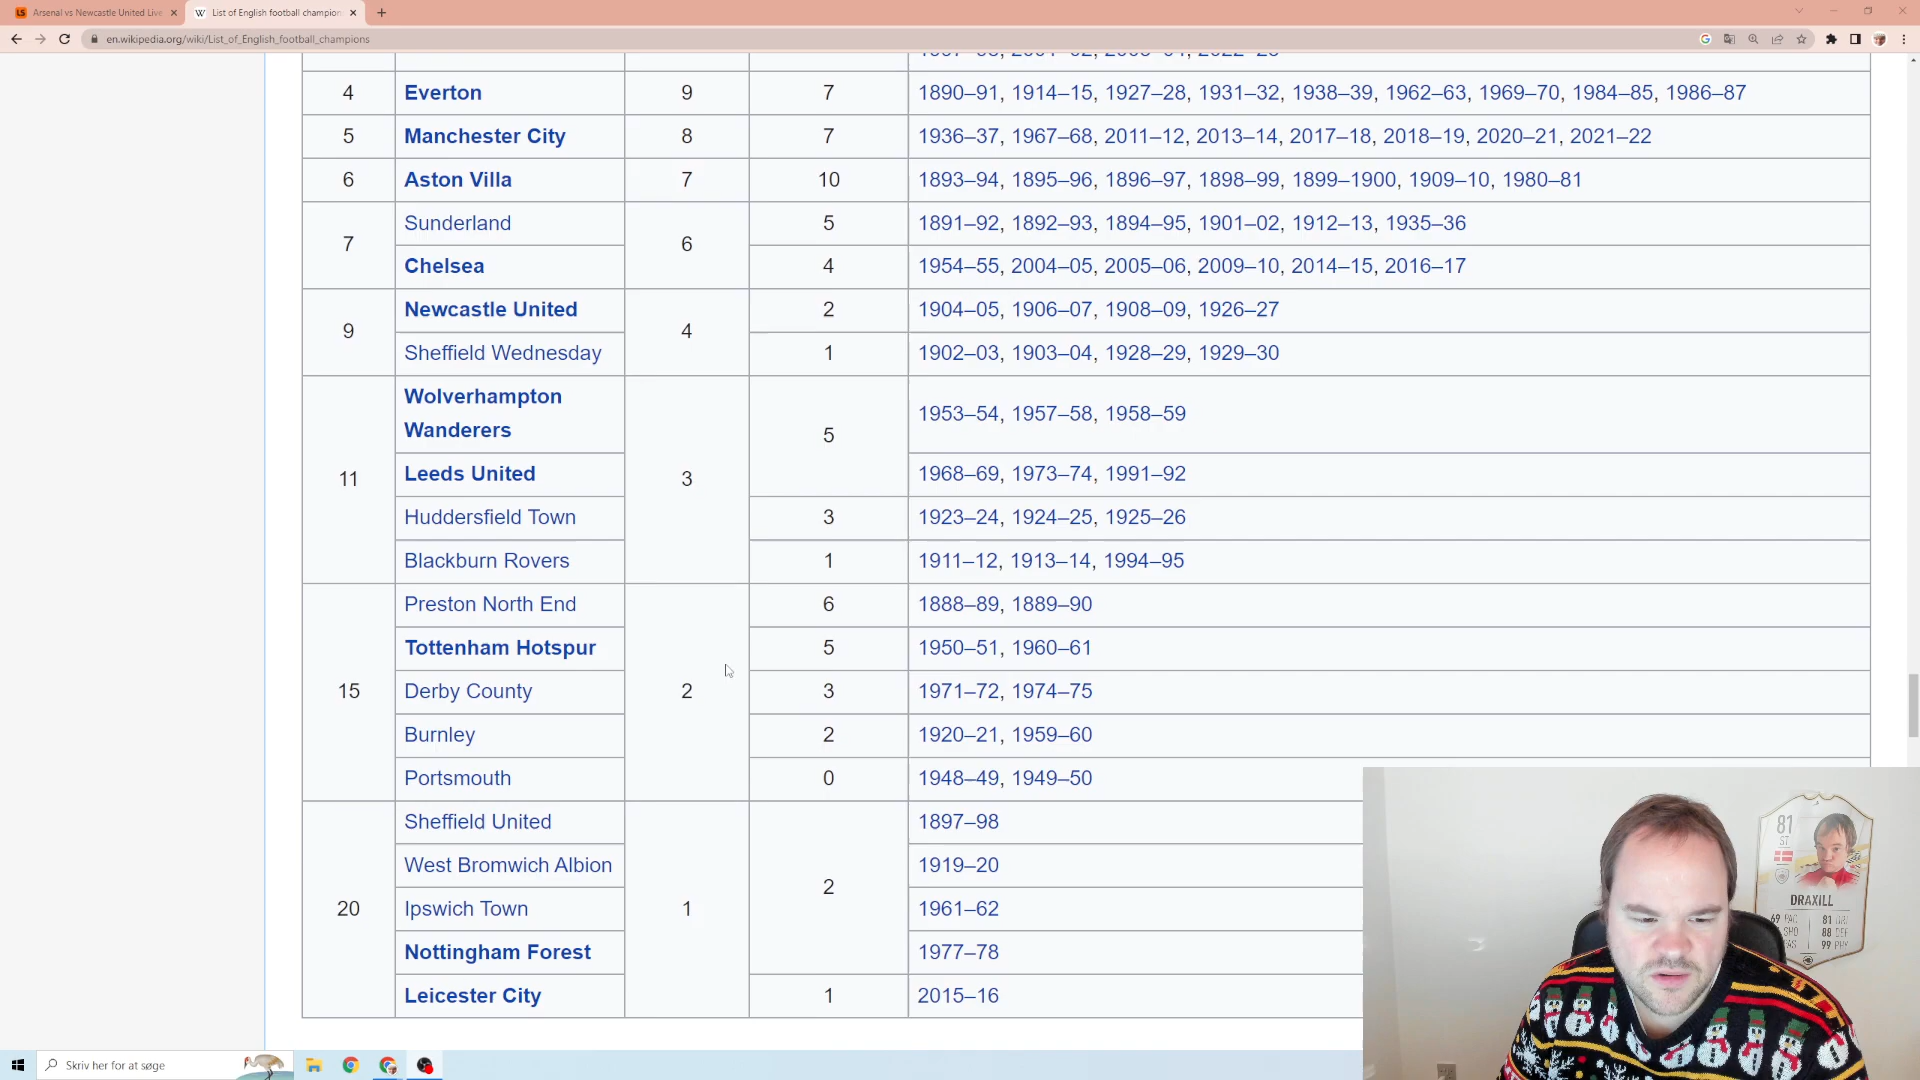 Arsenal vs Newcastle United Live
List of English football champion
en.wikipedia.org/wiki/List_of_English_football_champions
4 Everton 9 7 1890–91, 1914–15, 1927–28, 1931–32, 1938–39, 1962–63, 1969–70, 1984–85, 1986–87
5 Manchester City 8 7 1936–37, 1967–68, 2011–12, 2013–14, 2017–18, 2018–19, 2020–21, 2021–22
6 Aston Villa 7 10 1893–94, 1895–96, 1896–97, 1898–99, 1899–1900, 1909–10, 1980–81
7 Sunderland 6 5 1891–92, 1892–93, 1894–95, 1901–02, 1912–13, 1935–36
Chelsea 4 1954–55, 2004–05, 2005–06, 2009–10, 2014–15, 2016–17
9 Newcastle United 4 2 1904–05, 1906–07, 1908–09, 1926–27
Sheffield Wednesday 1 1902–03, 1903–04, 1928–29, 1929–30
11 Wolverhampton
Wanderers 3 5 1953–54, 1957–58, 1958–59
Leeds United 1968–69, 1973–74, 1991–92
Huddersfield Town 3 1923–24, 1924–25, 1925–26
Blackburn Rovers 1 1911–12, 1913–14, 1994–95
15 Preston North End 2 6 1888–89, 1889–90
Tottenham Hotspur 5 1950–51, 1960–61
Derby County 3 1971–72, 1974–75
Burnley 2 1920–21, 1959–60
Portsmouth 0 1948–49, 1949–50
20 Sheffield United 1 2 1897–98
West Bromwich Albion 1919–20
Ipswich Town 1961–62
Nottingham Forest 1977–78
Leicester City 1 2015–16
81
ST
DRAXILL
69 PAC 81 DRI
SHO 88 DEF
PAS 99 PHY
Skriv her for at søge